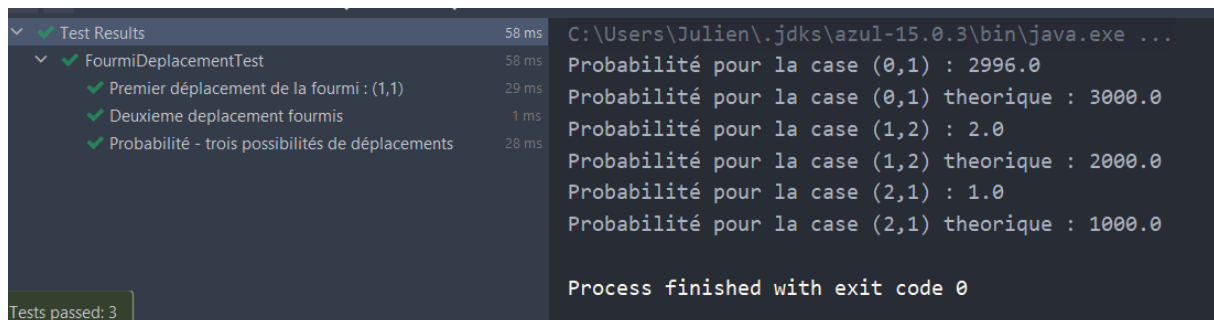 Test Results 58 ms
FourmiDeplacementTest 58 ms
Premier déplacement de la fourmi : (1,1) 29 ms
Deuxieme deplacement fourmis 1 ms
Probabilité - trois possibilités de déplacements 28 ms
Tests passed: 3
C:\Users\Julien\.jdks\azul-15.0.3\bin\java.exe ...
Probabilité pour la case (0,1) : 2996.0
Probabilité pour la case (0,1) theorique : 3000.0
Probabilité pour la case (1,2) : 2.0
Probabilité pour la case (1,2) theorique : 2000.0
Probabilité pour la case (2,1) : 1.0
Probabilité pour la case (2,1) theorique : 1000.0
Process finished with exit code 0